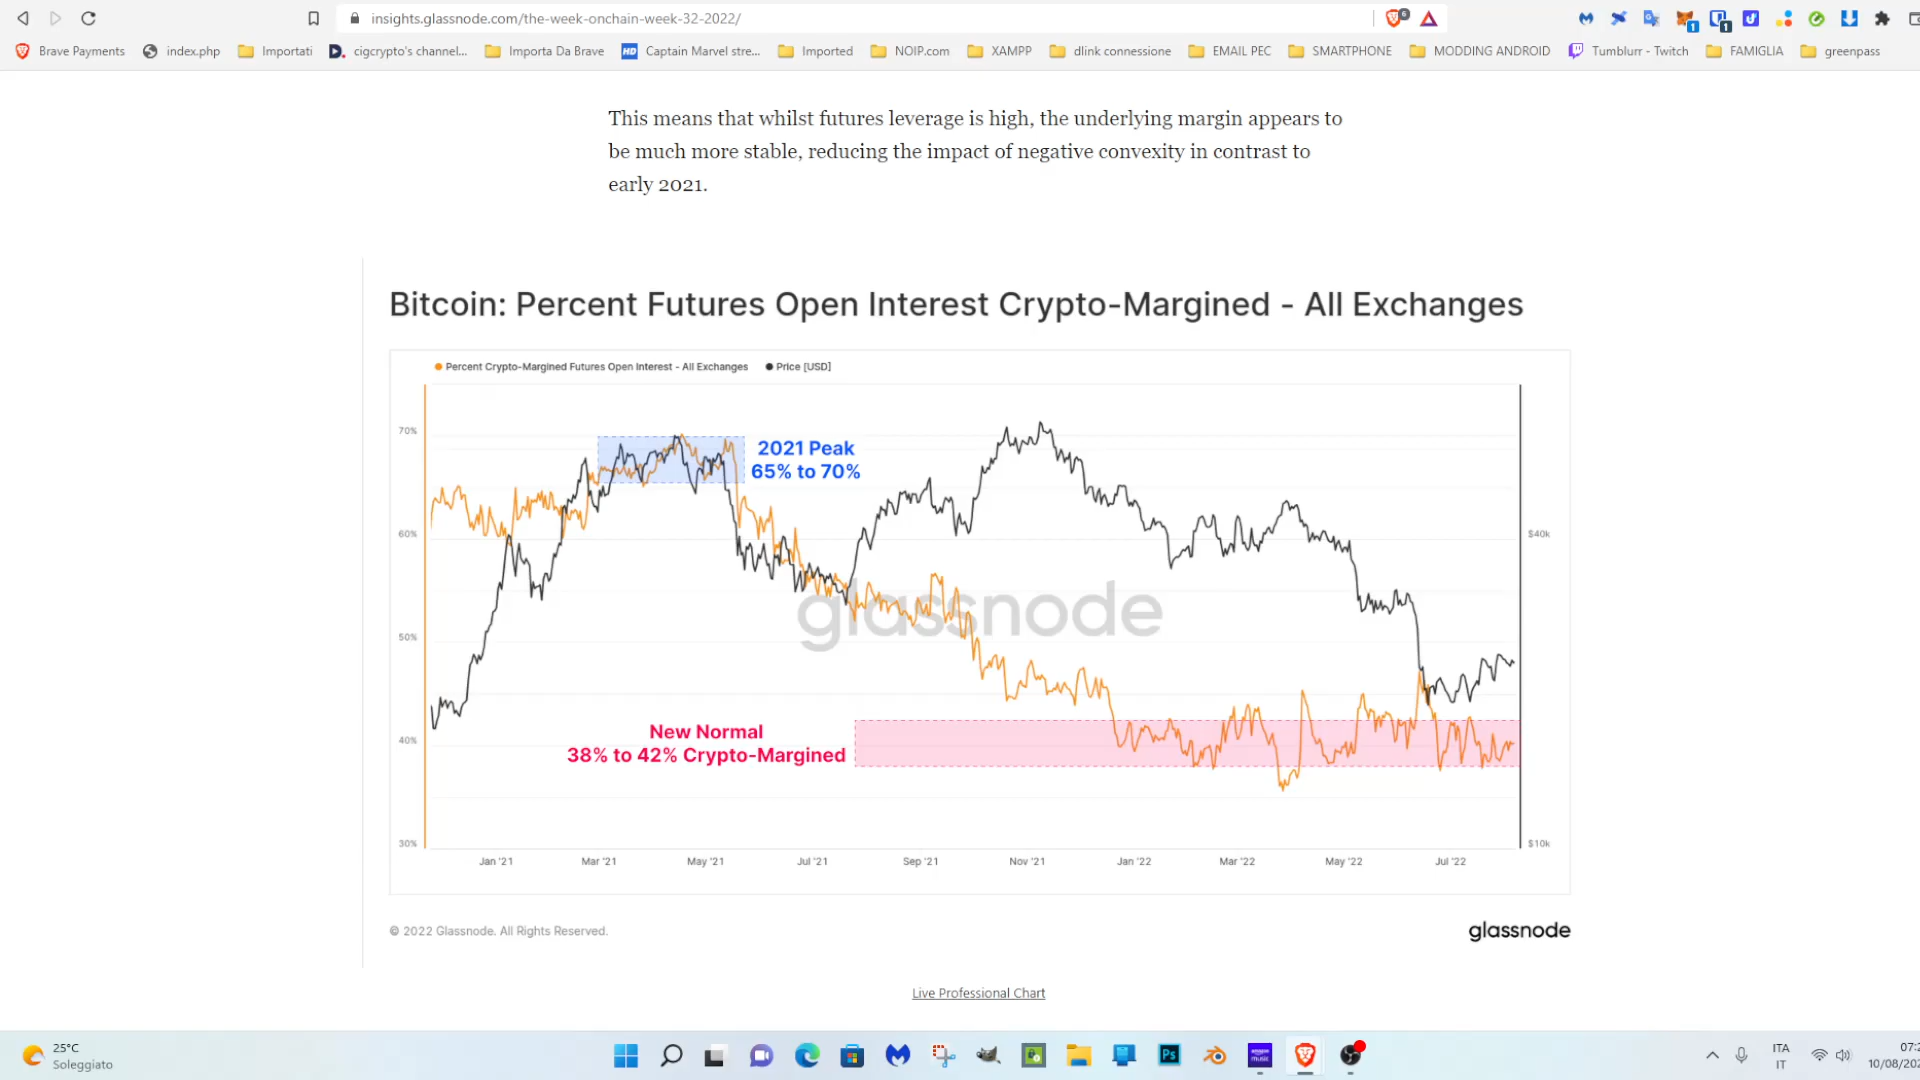 insights.glassnode.com/the-week-onchain-week-32-2022/
6
1
1
Brave Payments
index.php
Importati
cigcrypto's channel...
Importa Da Brave
HD
Captain Marvel stre...
Imported
NOIP.com
XAMPP
dlink connessione
EMAIL PEC
SMARTPHONE
MODDING ANDROID
Tumblurr - Twitch
FAMIGLIA
greenpass
This means that whilst futures leverage is high, the underlying margin appears to
be much more stable, reducing the impact of negative convexity in contrast to
early 2021.
Bitcoin: Percent Futures Open Interest Crypto-Margined - All Exchanges
Percent Crypto-Margined Futures Open Interest - All Exchanges
Price [USD]
70%
2021 Peak
65% to 70%
60%
$40k
glassnode
50%
New Normal
38% to 42% Crypto-Margined
40%
30%
$10k
Jan '21
Mar '21
May '21
Jul '21
Sep '21
Nov '21
Jan '22
Mar '22
May '22
Jul '22
© 2022 Glassnode. All Rights Reserved.
glassnode
Live Professional Chart
25°C
Soleggiato
Ps
music
ITA
IT